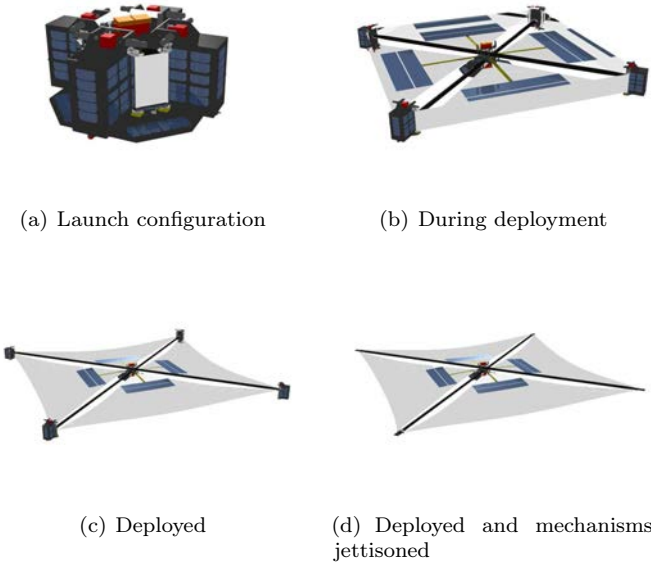 (a) Launch configuration
(b) During deployment
(c) Deployed
(d) Deployed and mechanisms
jettisoned